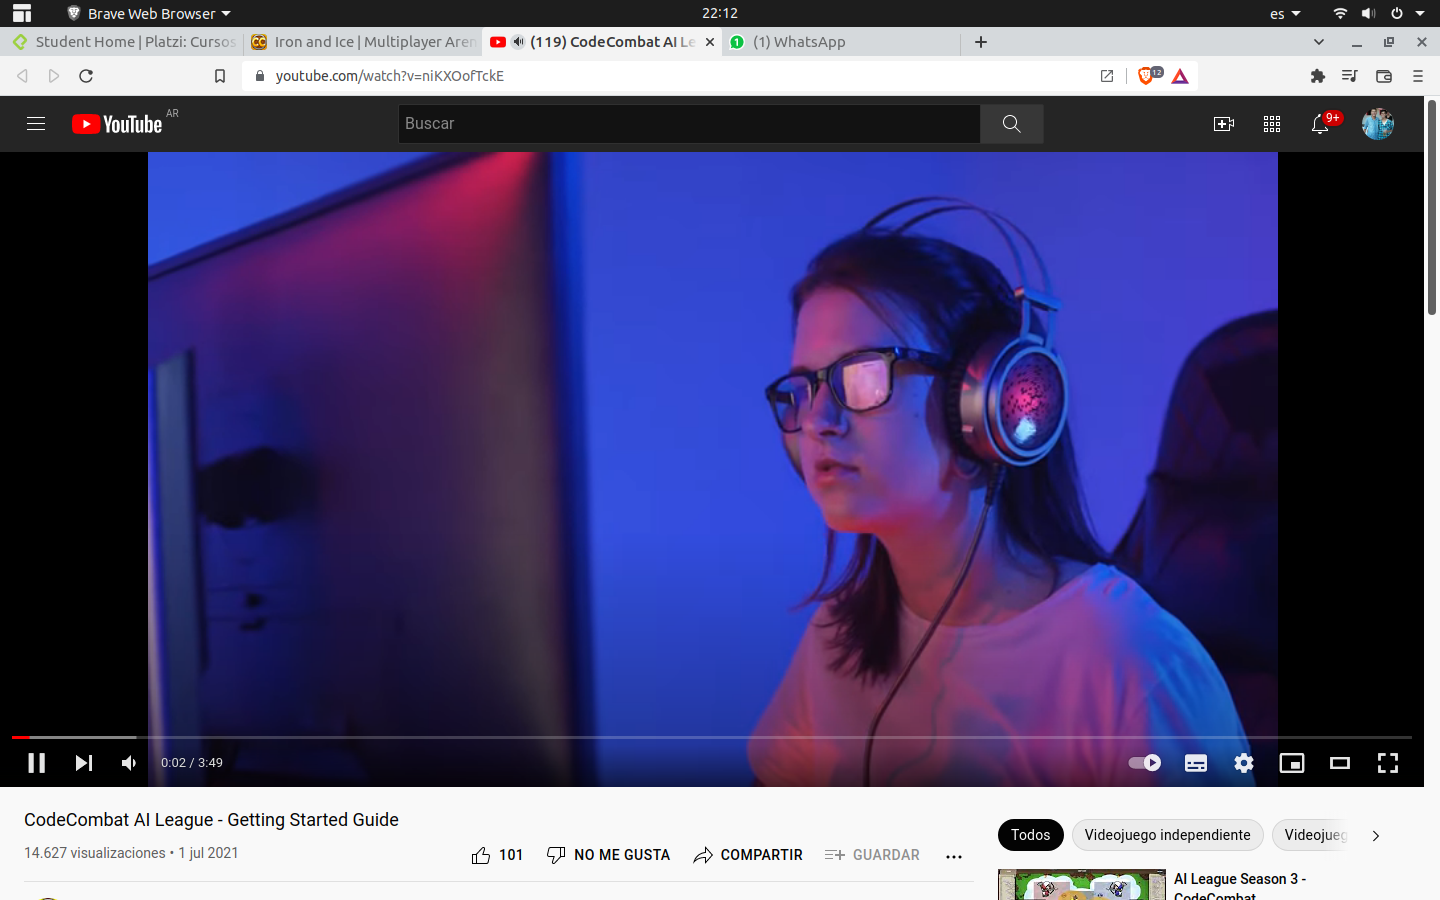 Brave Web Browser
22:12
es
Student Home | Platzi: Cursos
Iron and Ice | Multiplayer Aren
(119) CodeCombat AI Le
(1) WhatsApp
youtube.com/watch?v=niKXOofTckE
12
YouTube AR
Buscar
9+
0:02 / 3:49
CodeCombat AI League - Getting Started Guide
14.627 visualizaciones • 1 jul 2021
101
NO ME GUSTA
COMPARTIR
GUARDAR
Todos
Videojuego independiente
Videojueg
AI League Season 3 -
CodeCombat